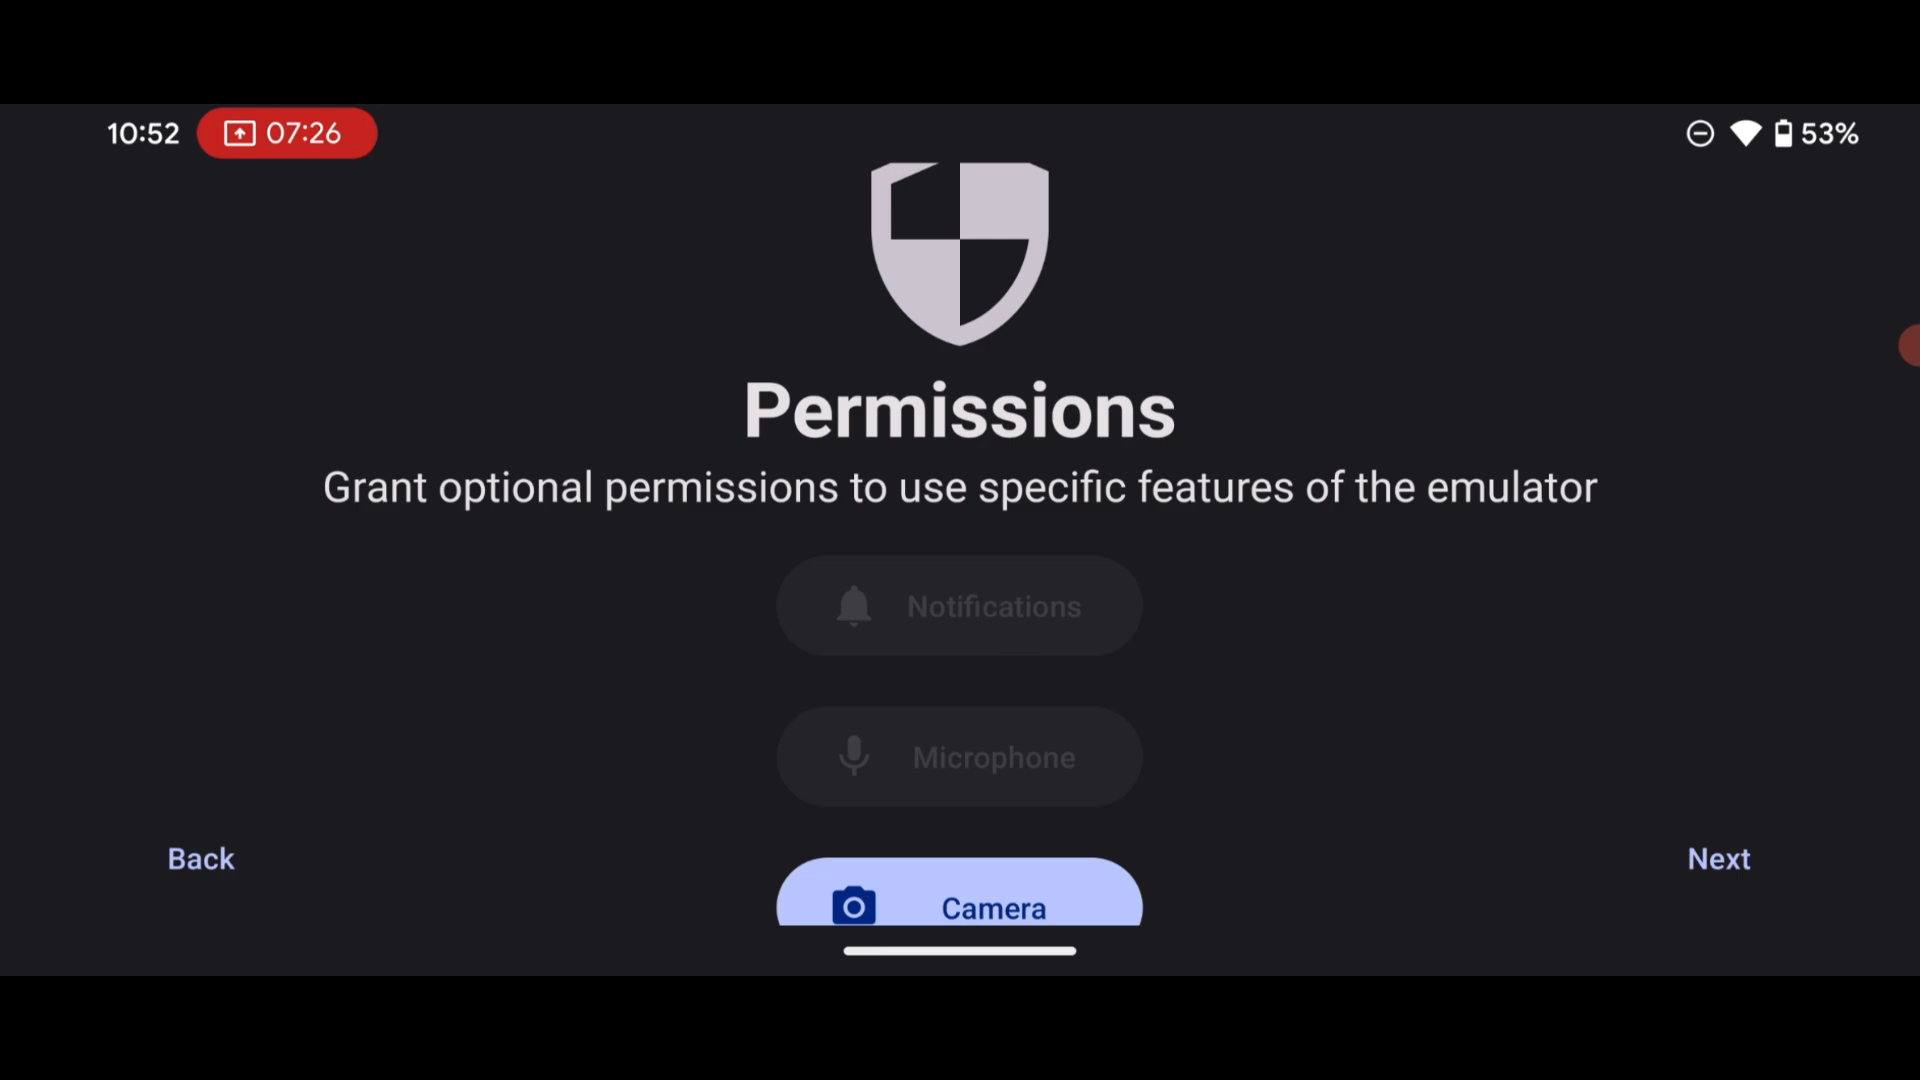 10:52 07:26 53%
Permissions
Grant optional permissions to use specific features of the emulator
Notifications
Microphone
Back
Next
Camera